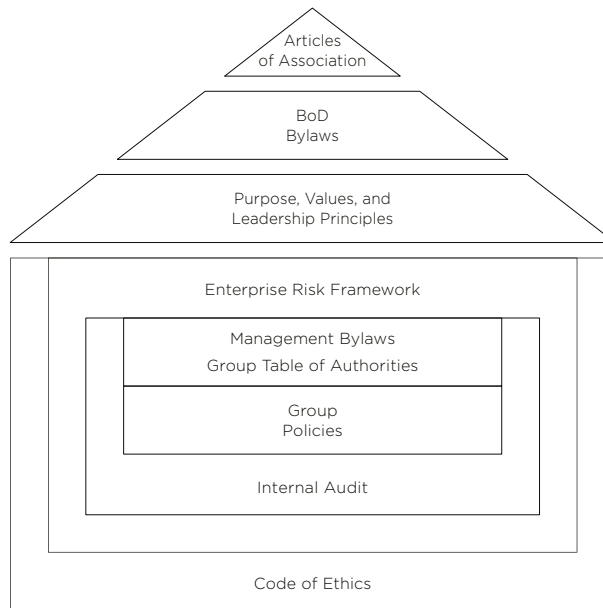 Articles
of Association
BoD
Bylaws
Purpose, Values, and
Leadership Principles
Enterprise Risk Framework
Management Bylaws
Group Table of Authorities
Group
Policies
Internal Audit
Code of Ethics